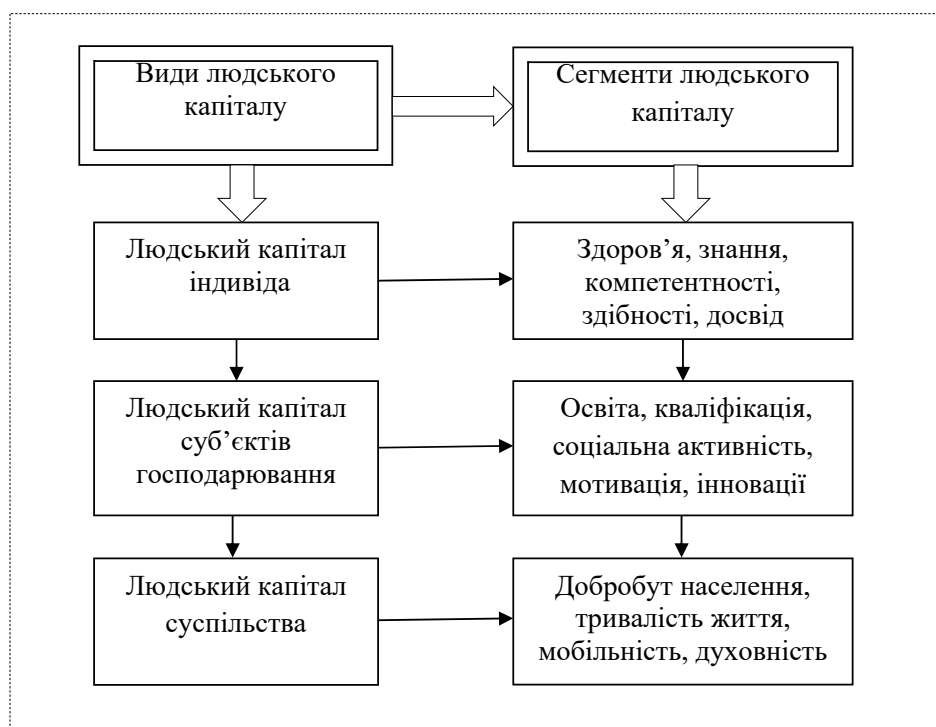 Види людського
капіталу
Сегменти людського
капіталу
Людський капітал
індивіда
Здоров’я, знання,
компетентності,
здібності, досвід
Людський капітал
суб’єктів
господарювання
Освіта, кваліфікація,
соціальна активність,
мотивація, інновації
Людський капітал
суспільства
Добробут населення,
тривалість життя,
мобільність, духовність